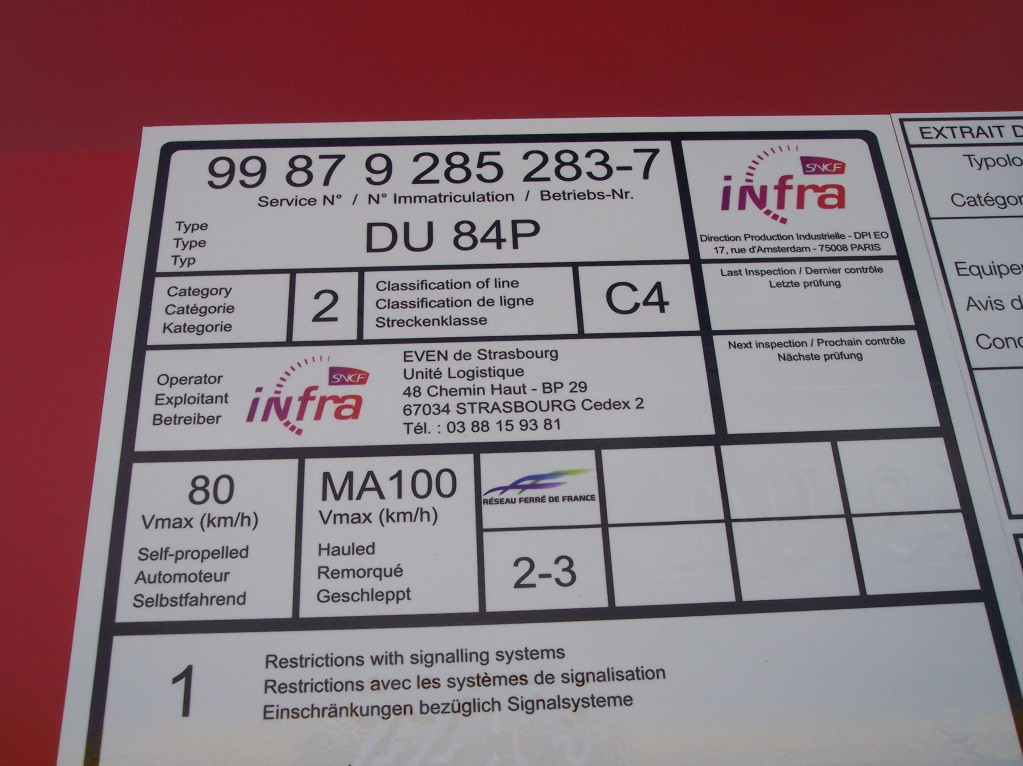 99 87 9 285 283-7
Service N° / N° Immatriculation / Betriebs-Nr.
Type
Type
Typ
DU 84P
SNCF
infra
Direction Production Industrielle - DPI EO
17, rue d'Amsterdam - 75008 PARIS
Category
Catégorie
Kategorie
2
Classification of line
Classification de ligne
Streckenklasse
C4
Last Inspection / Dernier contrôle
Letzte prüfung
Operator
Exploitant
Betreiber
SNCF
infra
EVEN de Strasbourg
Unité Logistique
48 Chemin Haut - BP 29
67034 STRASBOURG Cedex 2
Tél. : 03 88 15 93 81
Next inspection / Prochain contrôle
Nächste prüfung
80
Vmax (km/h)
Self-propelled
Automoteur
Selbstfahrend
MA100
Vmax (km/h)
Hauled
Remorqué
Geschleppt
RÉSEAU FERRÉ DE FRANCE
2-3
1
Restrictions with signalling systems
Restrictions avec les systèmes de signalisation
Einschränkungen bezüglich Signalsysteme
EXTRAIT D
Typolo
Catégor
Equipe
Avis d
Conc